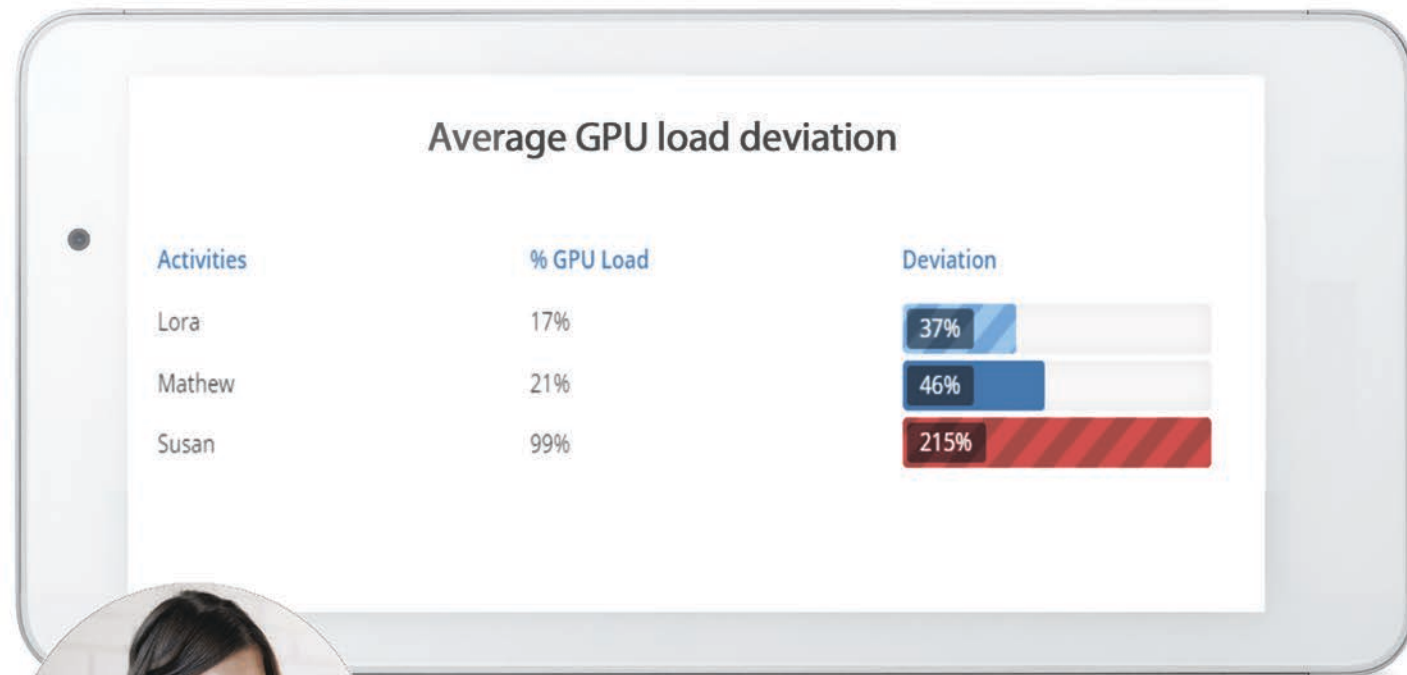 Average GPU load deviation
Activities % GPU Load Deviation
Lora 17% 37%
Mathew 21% 46%
Susan 99% 215%